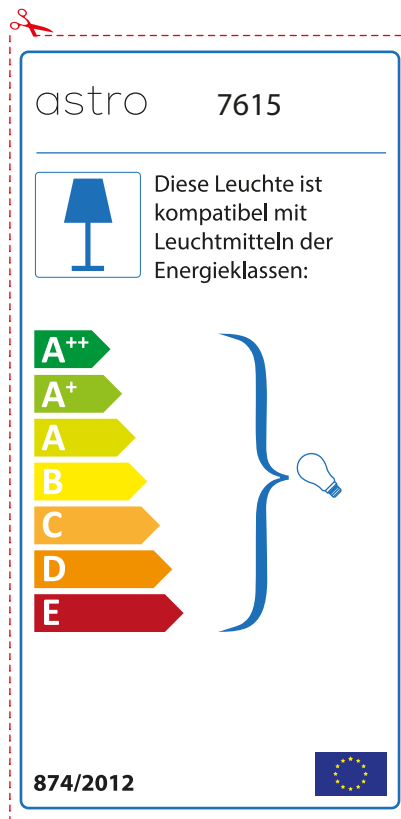 astro 7615
Diese Leuchte ist
kompatibel mit
Leuchtmitteln der
Energieklassen:
A++
A+
A
B
C
D
E
874/2012